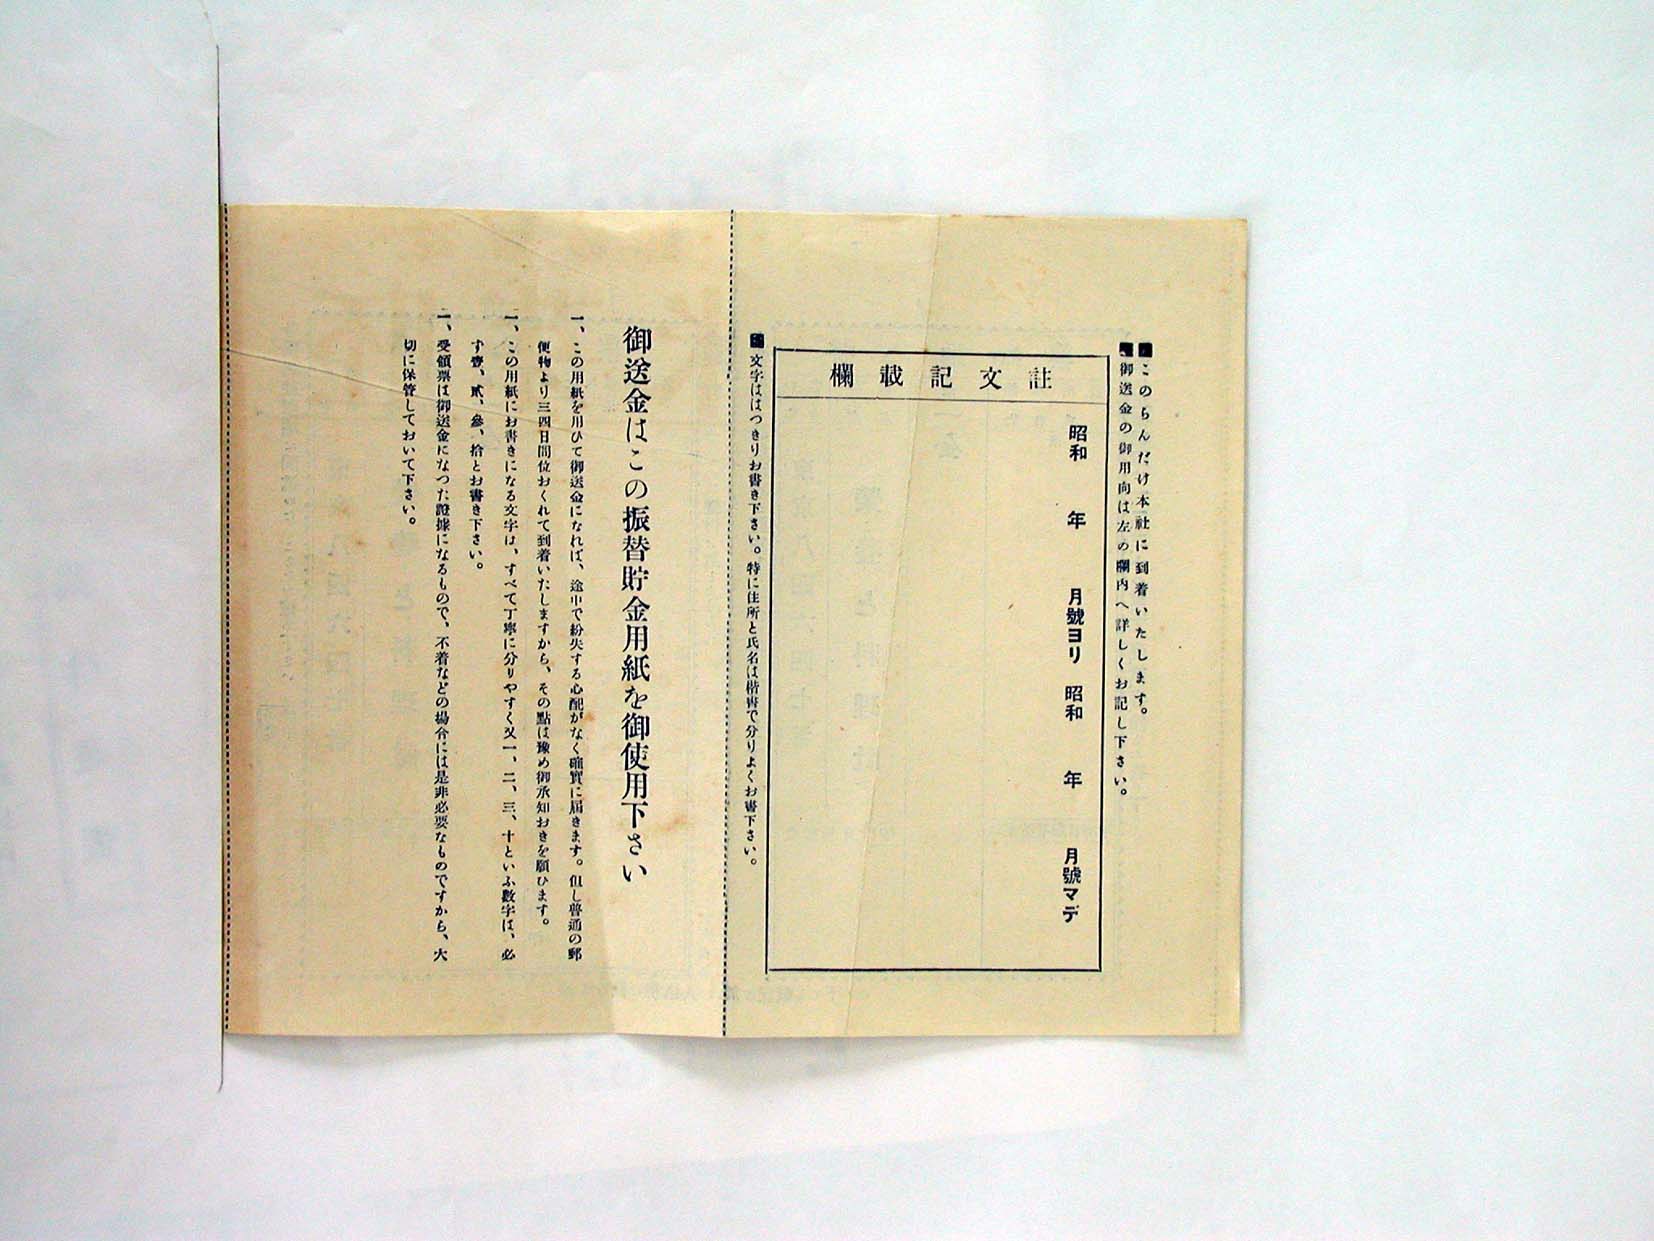 ■このらんだけ本社に到着いたします。
■御送金の御用向は左の欄内へ詳しくお記し下さい。
註文記載欄
昭和　年　月號ヨリ　昭和　年　月號マデ
■文字ははつきりお書き下さい。特に住所と氏名は楷書で分りよくお書下さい。
御送金はこの振替貯金用紙を御使用下さい
一、この用紙を用ひて御送金になれば、途中で紛失する心配がなく確實に届きます。但し普通の郵
便物より三四日間位おくれて到着いたしますから、その點は豫め御承知おきを願ひます。
一、この用紙にお書きになる文字は、すべて丁寧に分りやすく又一、二、三、十といふ數字は、必
ず壹、貳、參、拾とお書き下さい。
一、受領票は御送金になつた證據になるもので、不着などの場合には是非必要なものですから、大
切に保管しておいて下さい。